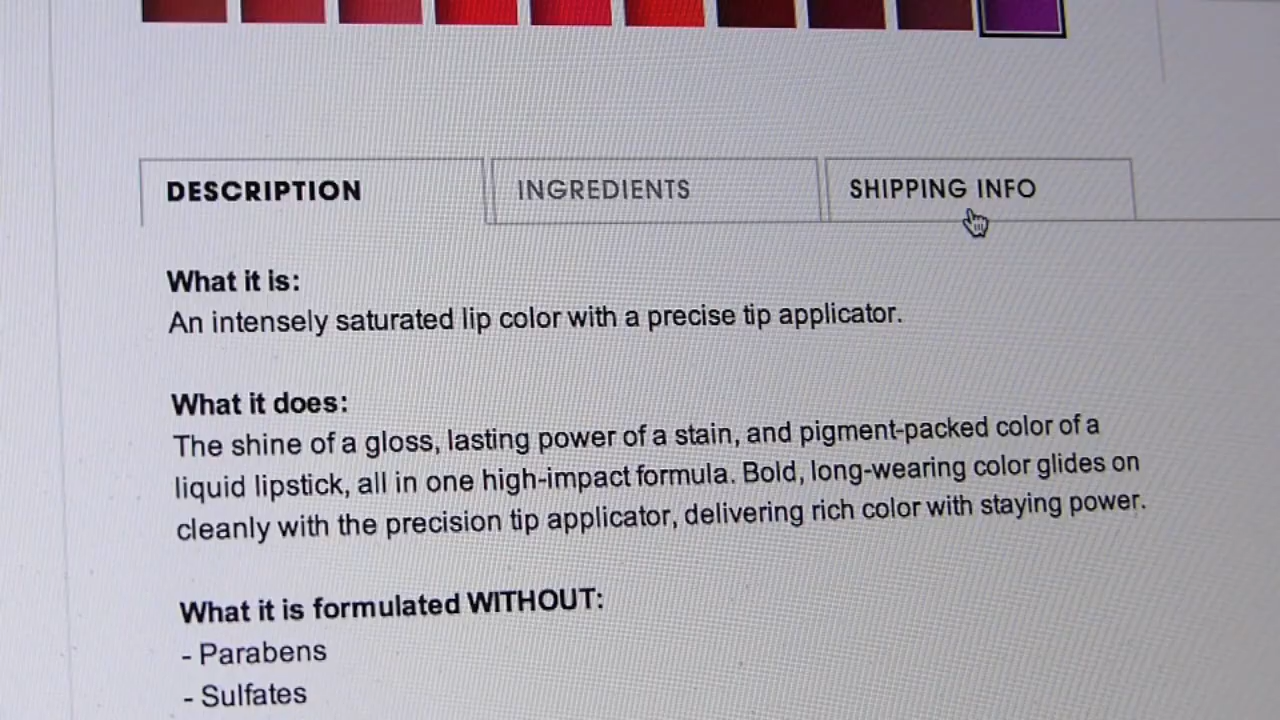 DESCRIPTION INGREDIENTS SHIPPING INFO
What it is:
An intensely saturated lip color with a precise tip applicator.
What it does:
The shine of a gloss, lasting power of a stain, and pigment-packed color of a
liquid lipstick, all in one high-impact formula. Bold, long-wearing color glides on
cleanly with the precision tip applicator, delivering rich color with staying power.
What it is formulated WITHOUT:
- Parabens
- Sulfates